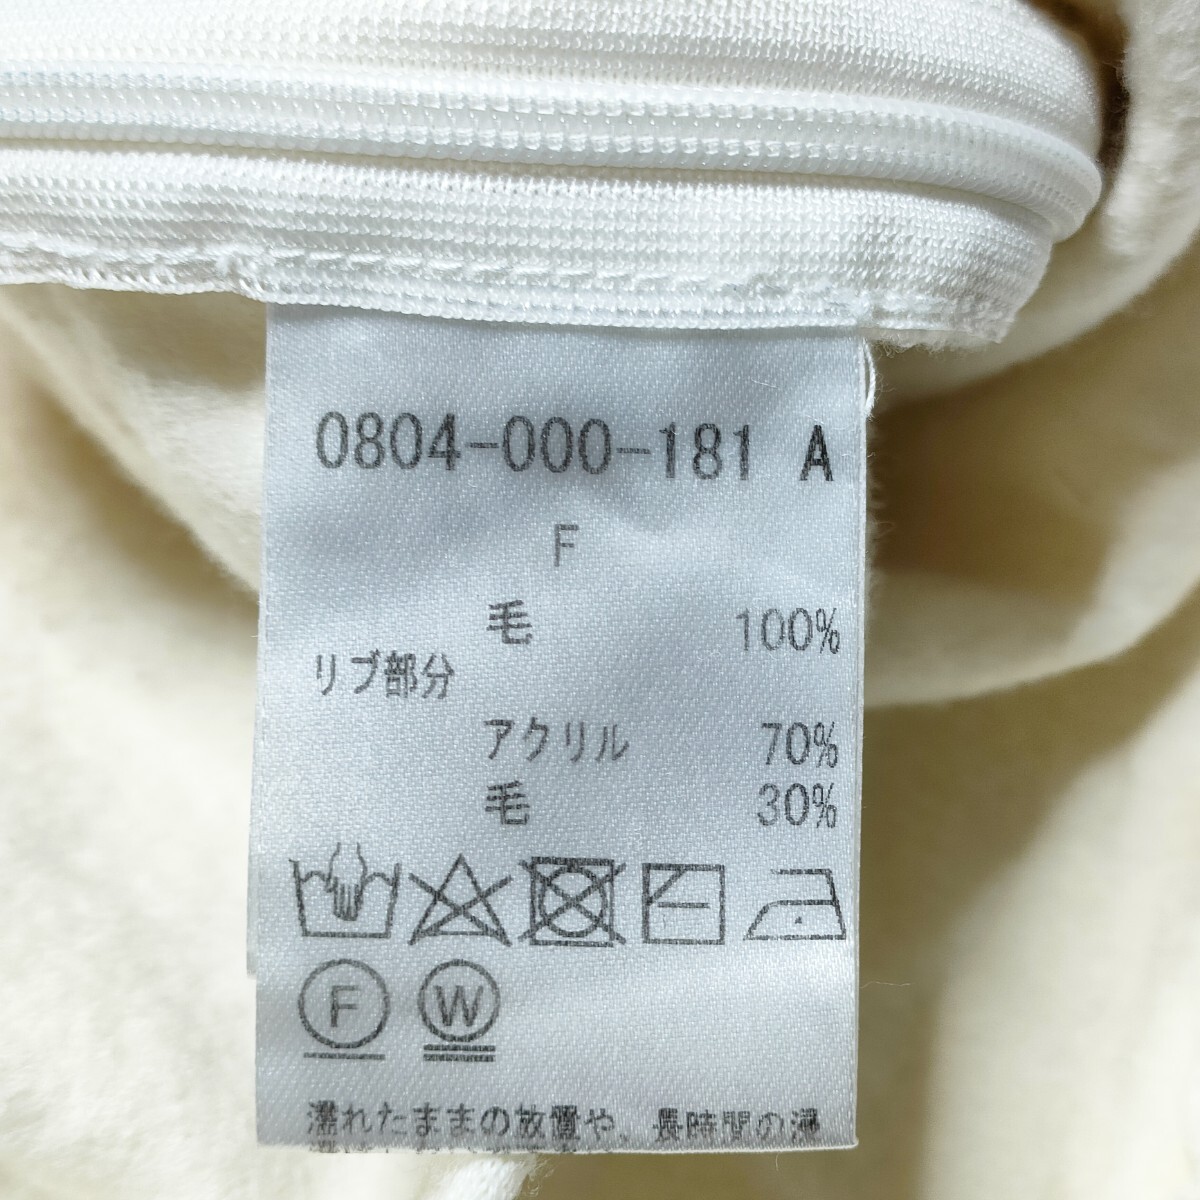 0804-000-181 A
F
毛 100%
リブ部分
アクリル 70%
毛 30%
F W
濡れたままの放置や、長時間の浸